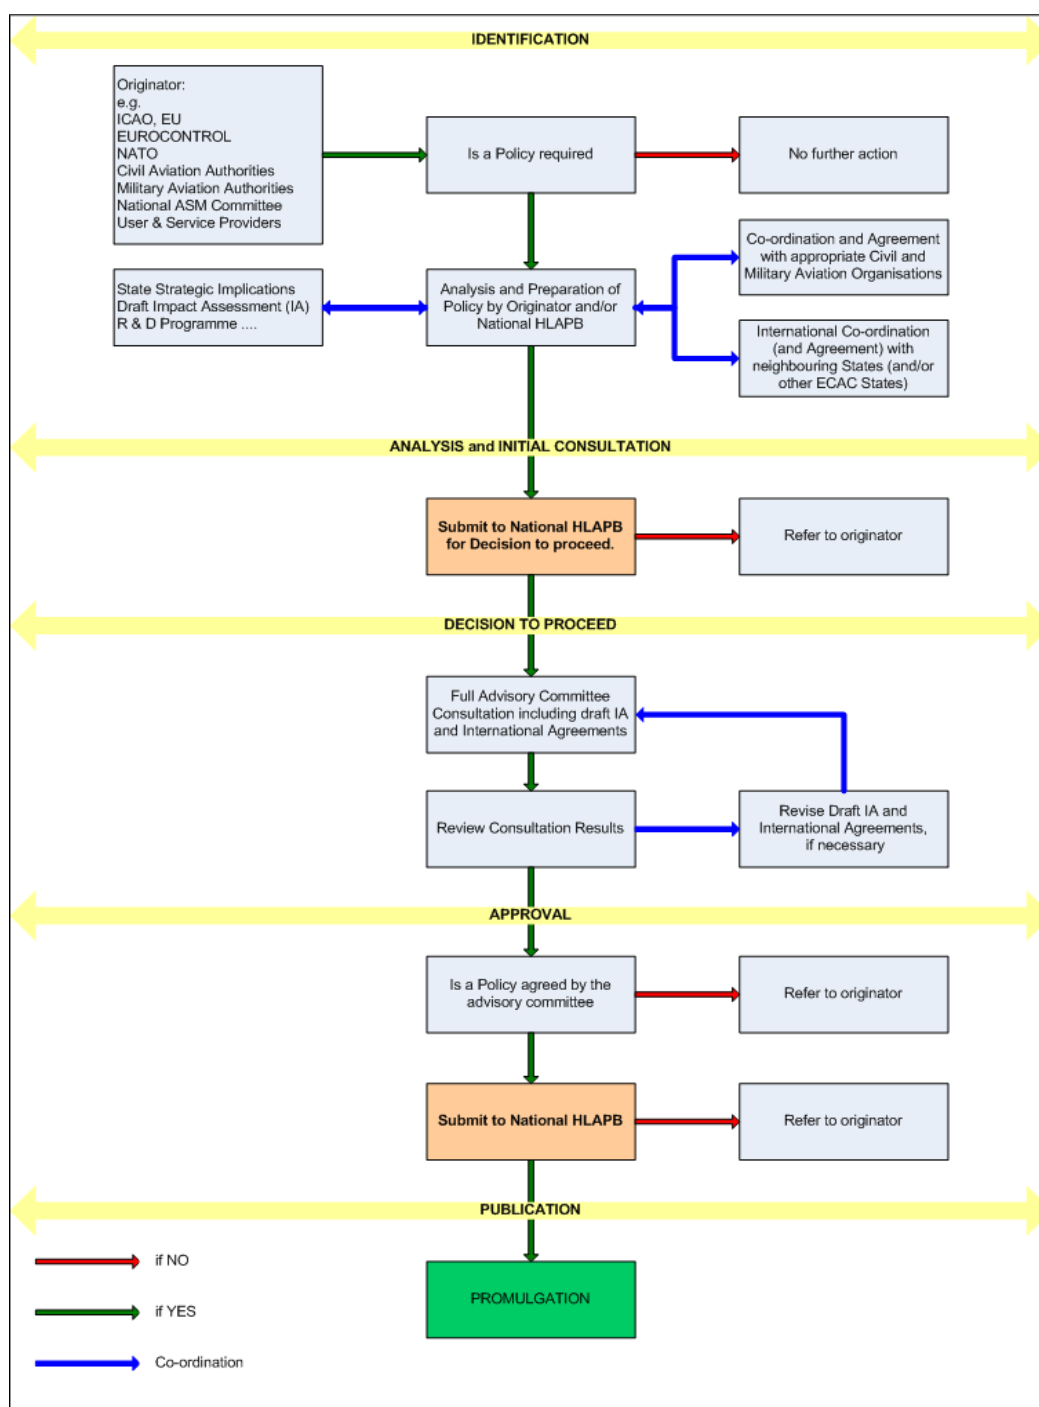 IDENTIFICATION
Originator:
e.g.
ICAO, EU
EUROCONTROL
NATO
Civil Aviation Authorities
Military Aviation Authorities
National ASM Committee
User & Service Providers
Is a Policy required
No further action
Co-ordination and Agreement
with appropriate Civil and
Military Aviation Organisations
State Strategic Implications
Draft Impact Assessment (IA)
R & D Programme ....
Analysis and Preparation of
Policy by Originator and/or
National HLAPB
International Co-ordination
(and Agreement) with
neighbouring States (and/or
other ECAC States)
ANALYSIS and INITIAL CONSULTATION
Submit to National HLAPB
for Decision to proceed.
Refer to originator
DECISION TO PROCEED
Full Advisory Committee
Consultation including draft IA
and International Agreements
Review Consultation Results
Revise Draft IA and
International Agreements,
if necessary
APPROVAL
Is a Policy agreed by the
advisory committee
Refer to originator
Submit to National HLAPB
Refer to originator
PUBLICATION
if NO
if YES
Co-ordination
PROMULGATION